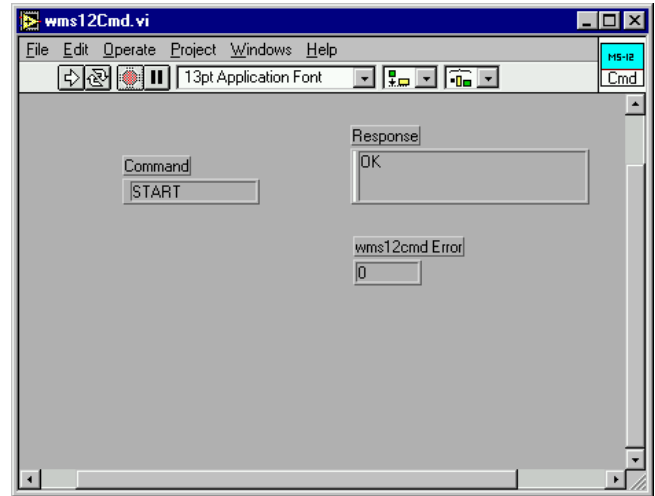 wms12Cmd.vi
File Edit Operate Project Windows Help
13pt Application Font
MS-12
Cmd
Response
OK
Command
START
wms12cmd Error
0